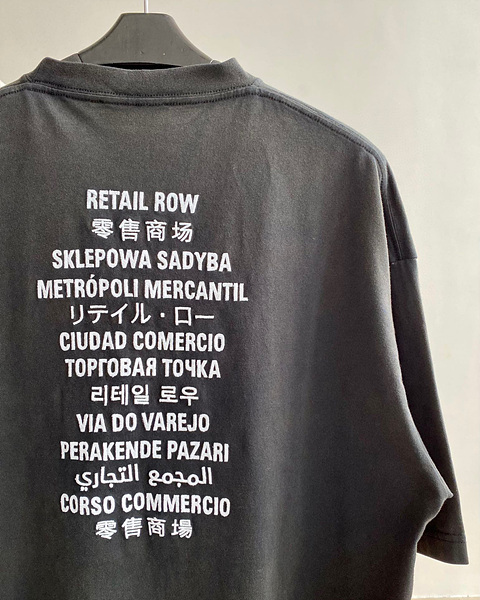 RETAIL ROW
零售商场
SKLEPOWA SADYBA
METRÓPOLI MERCANTIL
リテイル・ロー
CIUDAD COMERCIO
ТОРГОВАЯ ТОЧКА
리테일 로우
VIA DO VAREJO
PERAKENDE PAZARI
المجمع التجاري
CORSO COMMERCIO
零售商場